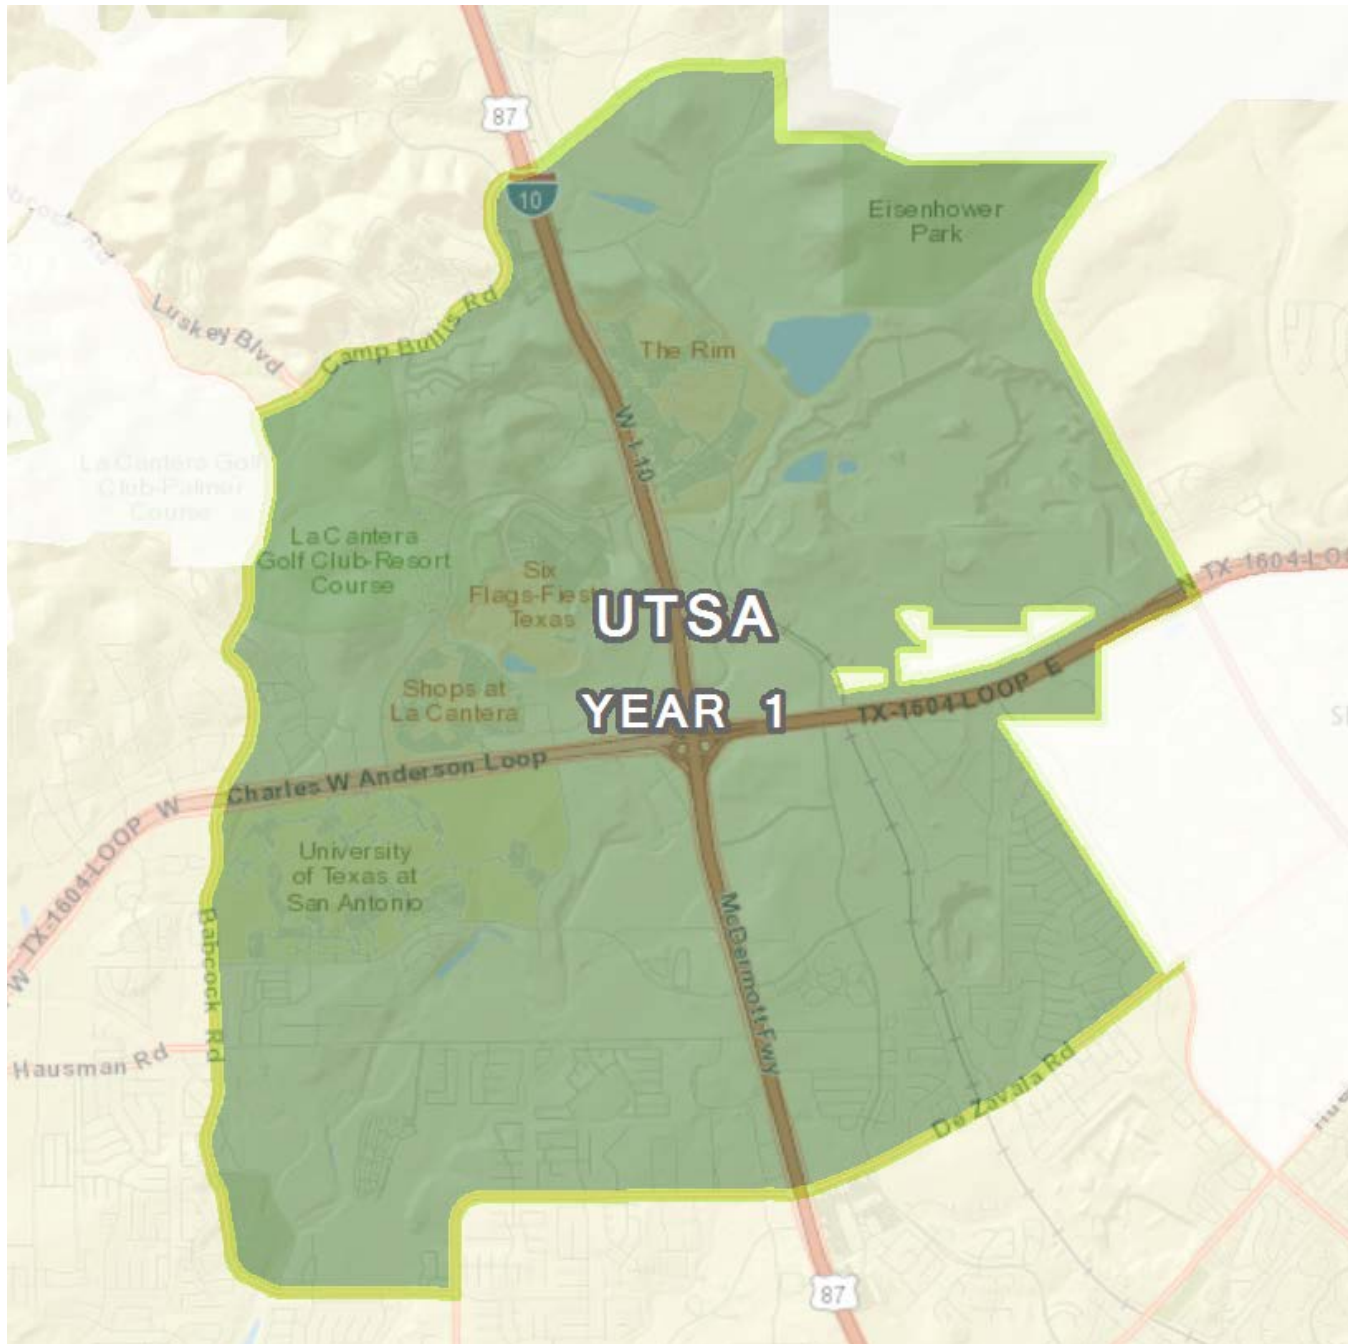 87
10
Eisenhower
Park
Luskey Blvd
Camp Bullis Rd
The Rim
W I-10
La Cantera Golf
Club-Palmer
Course
La Cantera
Golf Club-Resort
Course
Six
Flags-Fiest
Texas
UTSA
YEAR 1
N TX-1604-LO
Shops at
La Cantera
TX-1604-LOOP E
Charles W Anderson Loop
W TX-1604-LOOP W
University
of Texas at
San Antonio
Babcock Rd
McDermott Fwy
Hausman Rd
De Zavala Rd
87